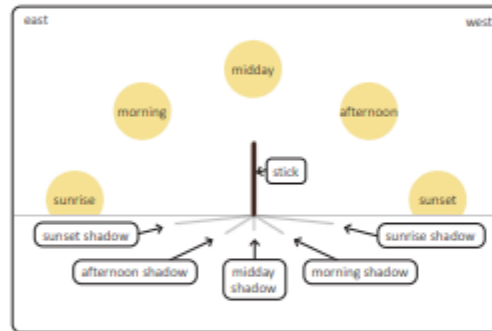 east
west
midday
morning
afternoon
stick
sunrise
sunset
sunset shadow
sunrise shadow
afternoon shadow
midday
shadow
morning shadow